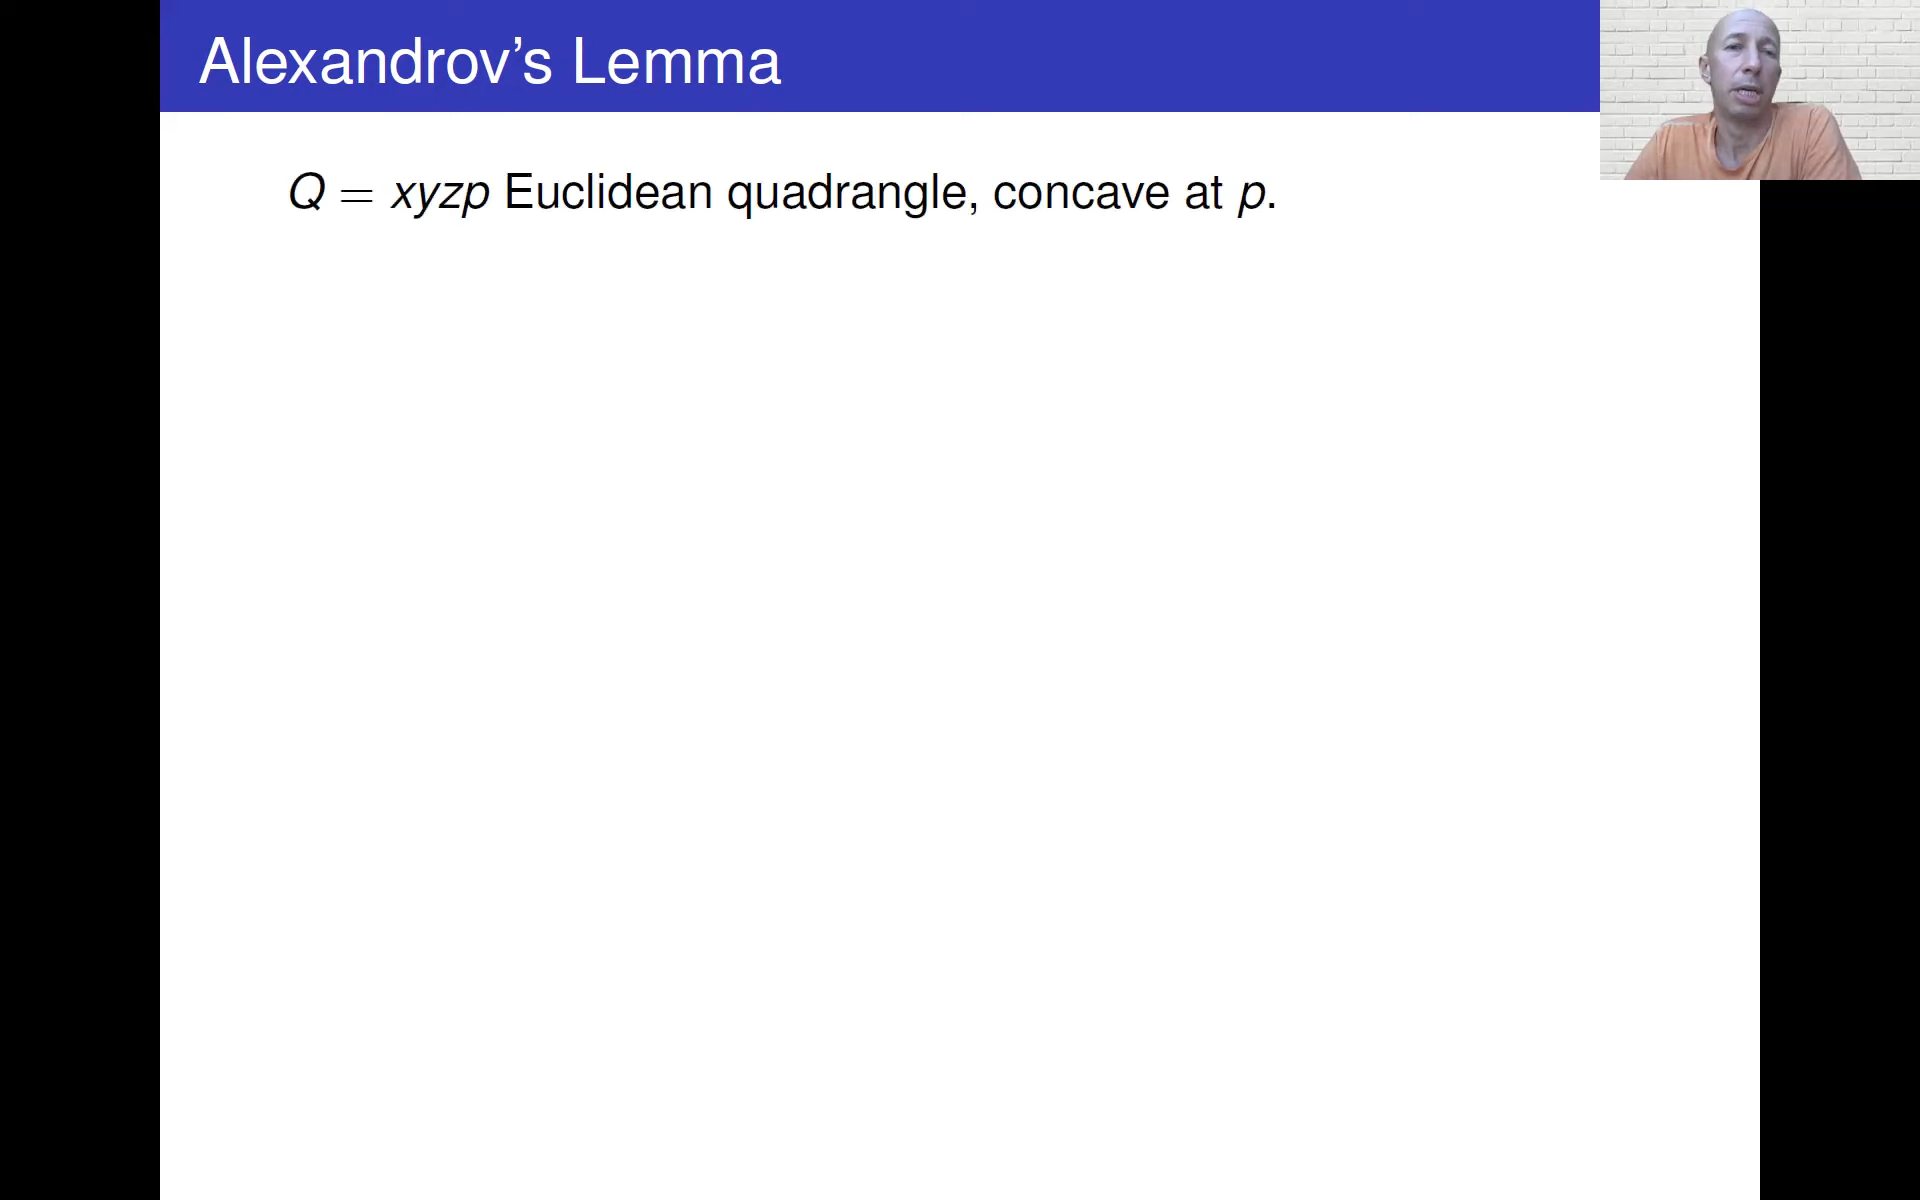 Alexandrov's Lemma
Q = xyzp Euclidean quadrangle, concave at p.